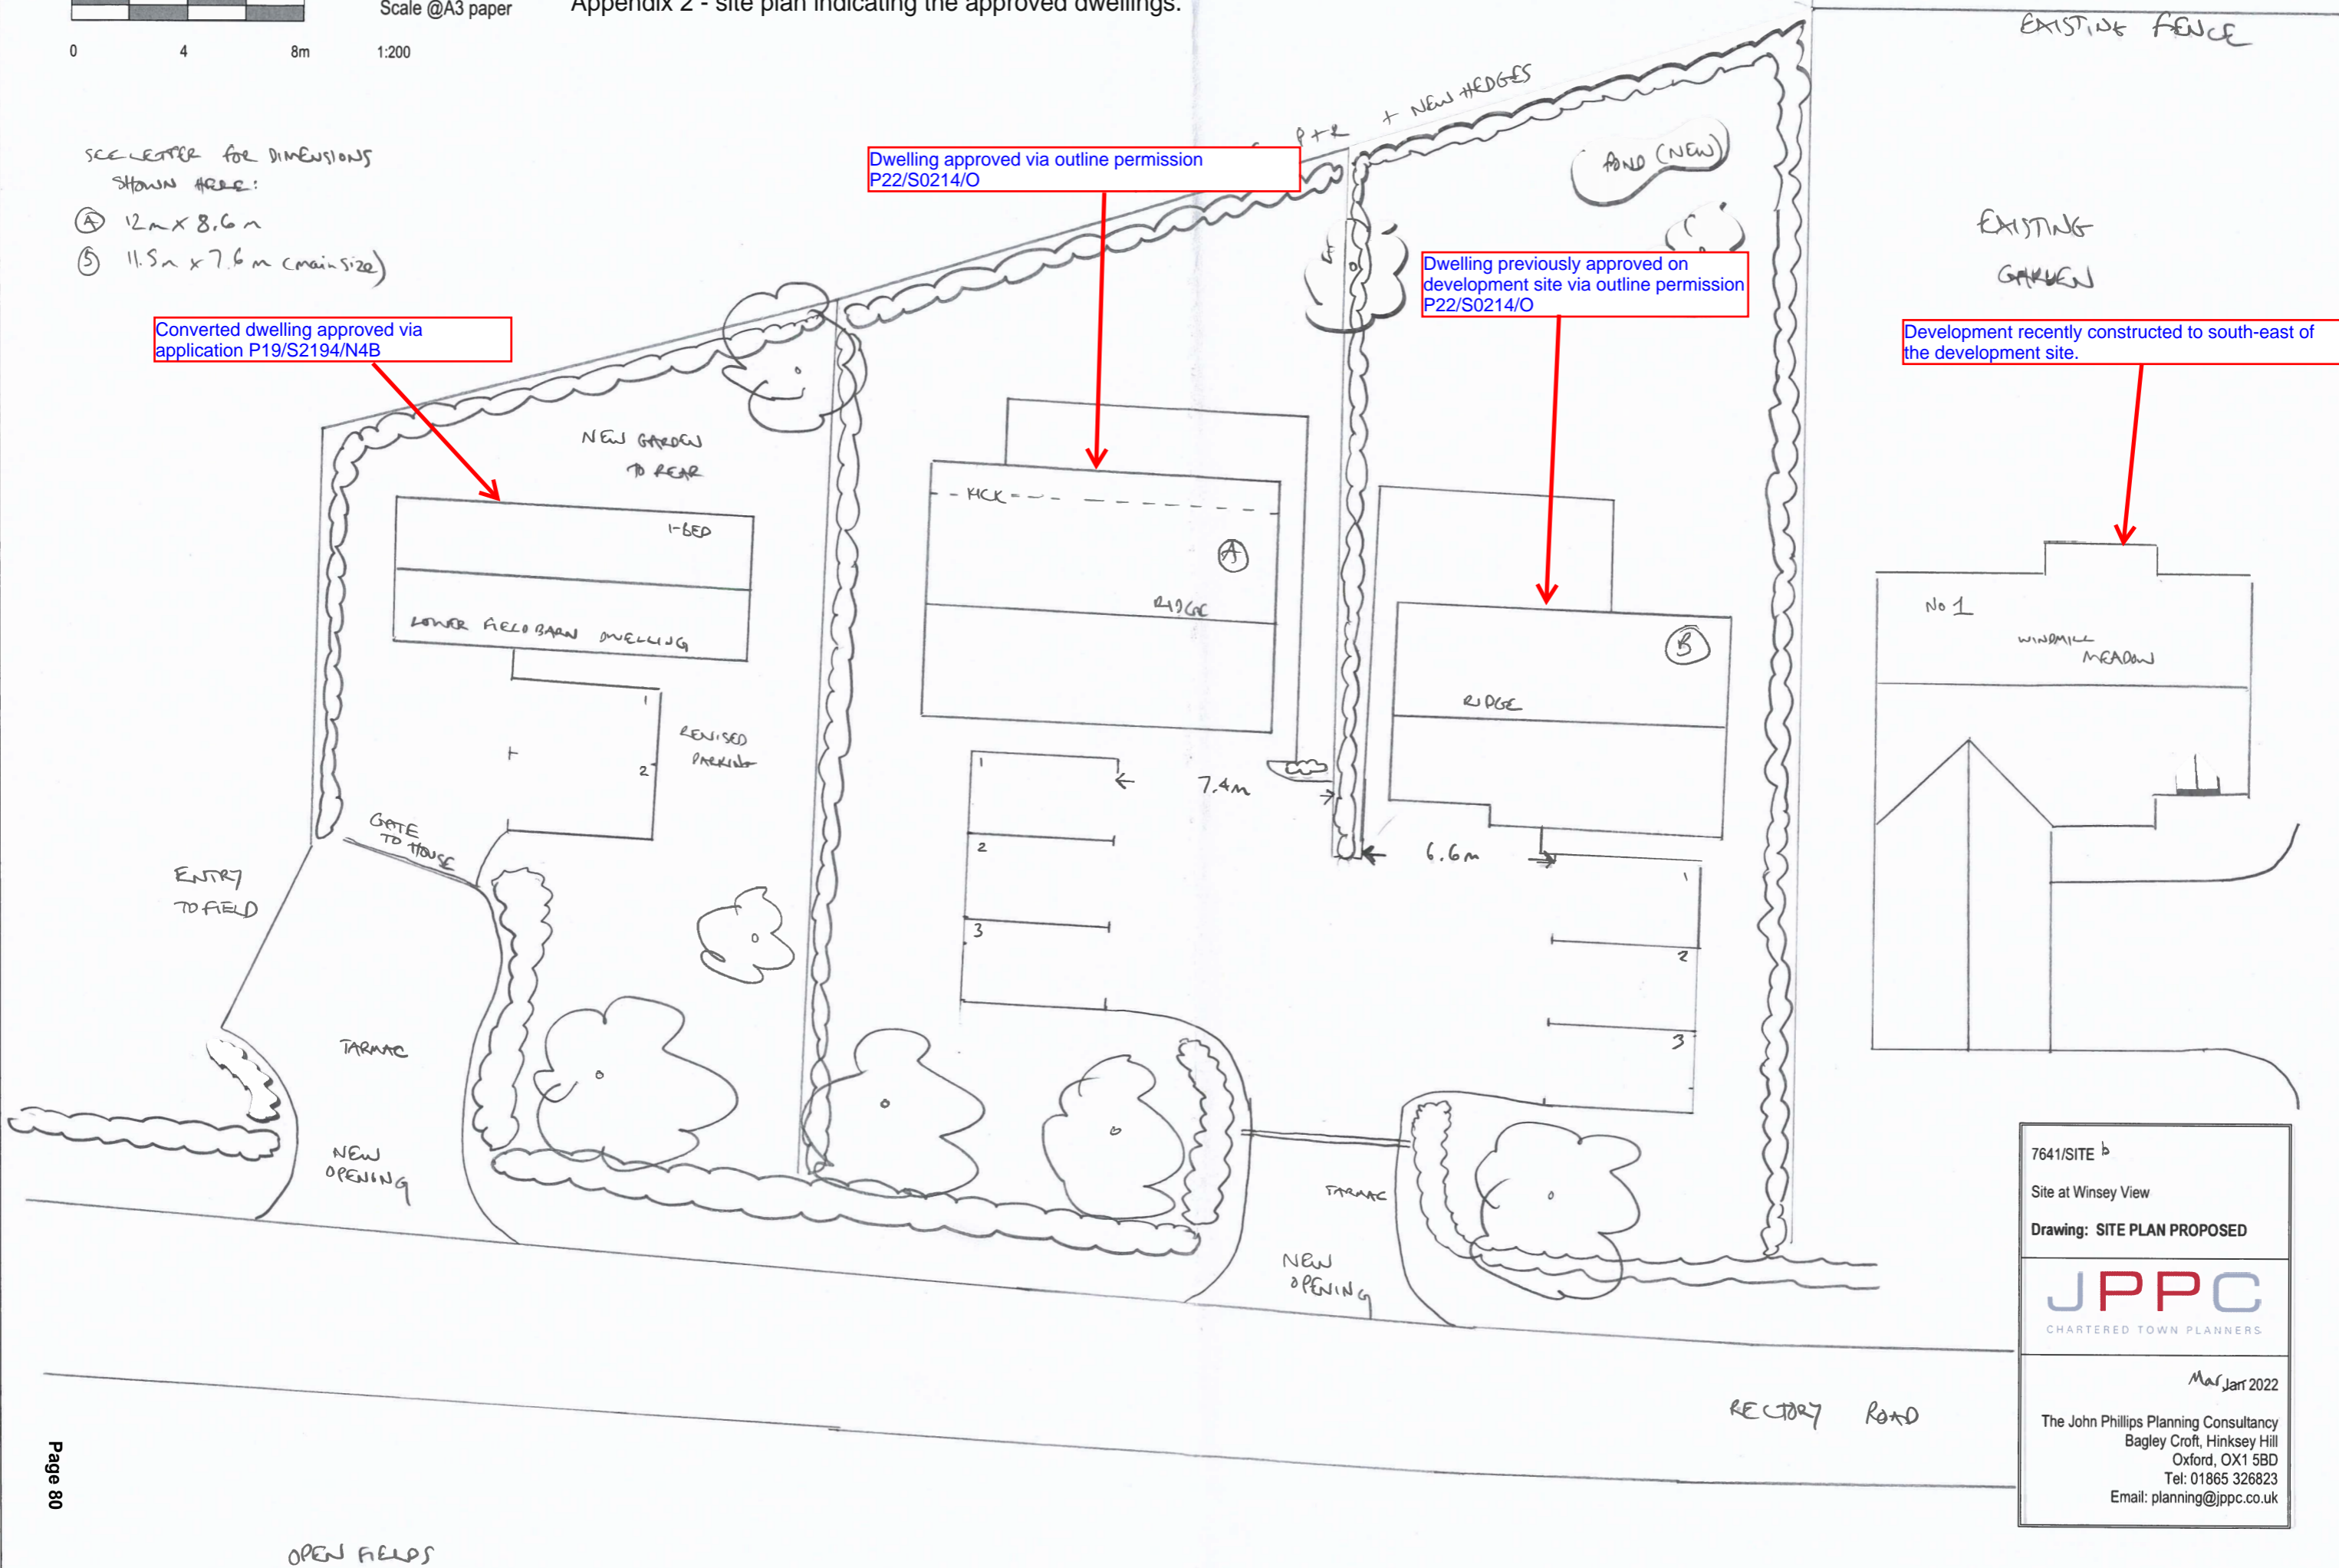 Scale @A3 paper
Appendix 2 - site plan indicating the approved dwellings.
0 4 8m 1:200
EXISTING FENCE
SEE LETTER FOR DIMENSIONS
SHOWN HERE:
A 12m x 8.6m
B 11.5m x 7.6m (main size)
P+R + NEW HEDGES
Dwelling approved via outline permission
P22/S0214/O
POND (NEW)
EXISTING
GARDEN
Dwelling previously approved on
development site via outline permission
P22/S0214/O
Converted dwelling approved via
application P19/S2194/N4B
Development recently constructed to south-east of
the development site.
NEW GARDEN
TO REAR
1-BED
LOWER FIELD BARN DWELLING
KICK
A
RIDGE
B
RIDGE
No 1
WINDMILL
MEADOW
1
2
REVISED
PARKING
GATE
TO HOUSE
ENTRY
TO FIELD
1
2
3
7.4m
6.6m
1
2
3
TARMAC
NEW
OPENING
TARMAC
NEW
OPENING
7641/SITE b
Site at Winsey View
Drawing: SITE PLAN PROPOSED
JPPC
CHARTERED TOWN PLANNERS
Mar Jan 2022
The John Phillips Planning Consultancy
Bagley Croft, Hinksey Hill
Oxford, OX1 5BD
Tel: 01865 326823
Email: planning@jppc.co.uk
RECTORY ROAD
Page 80
OPEN FIELDS